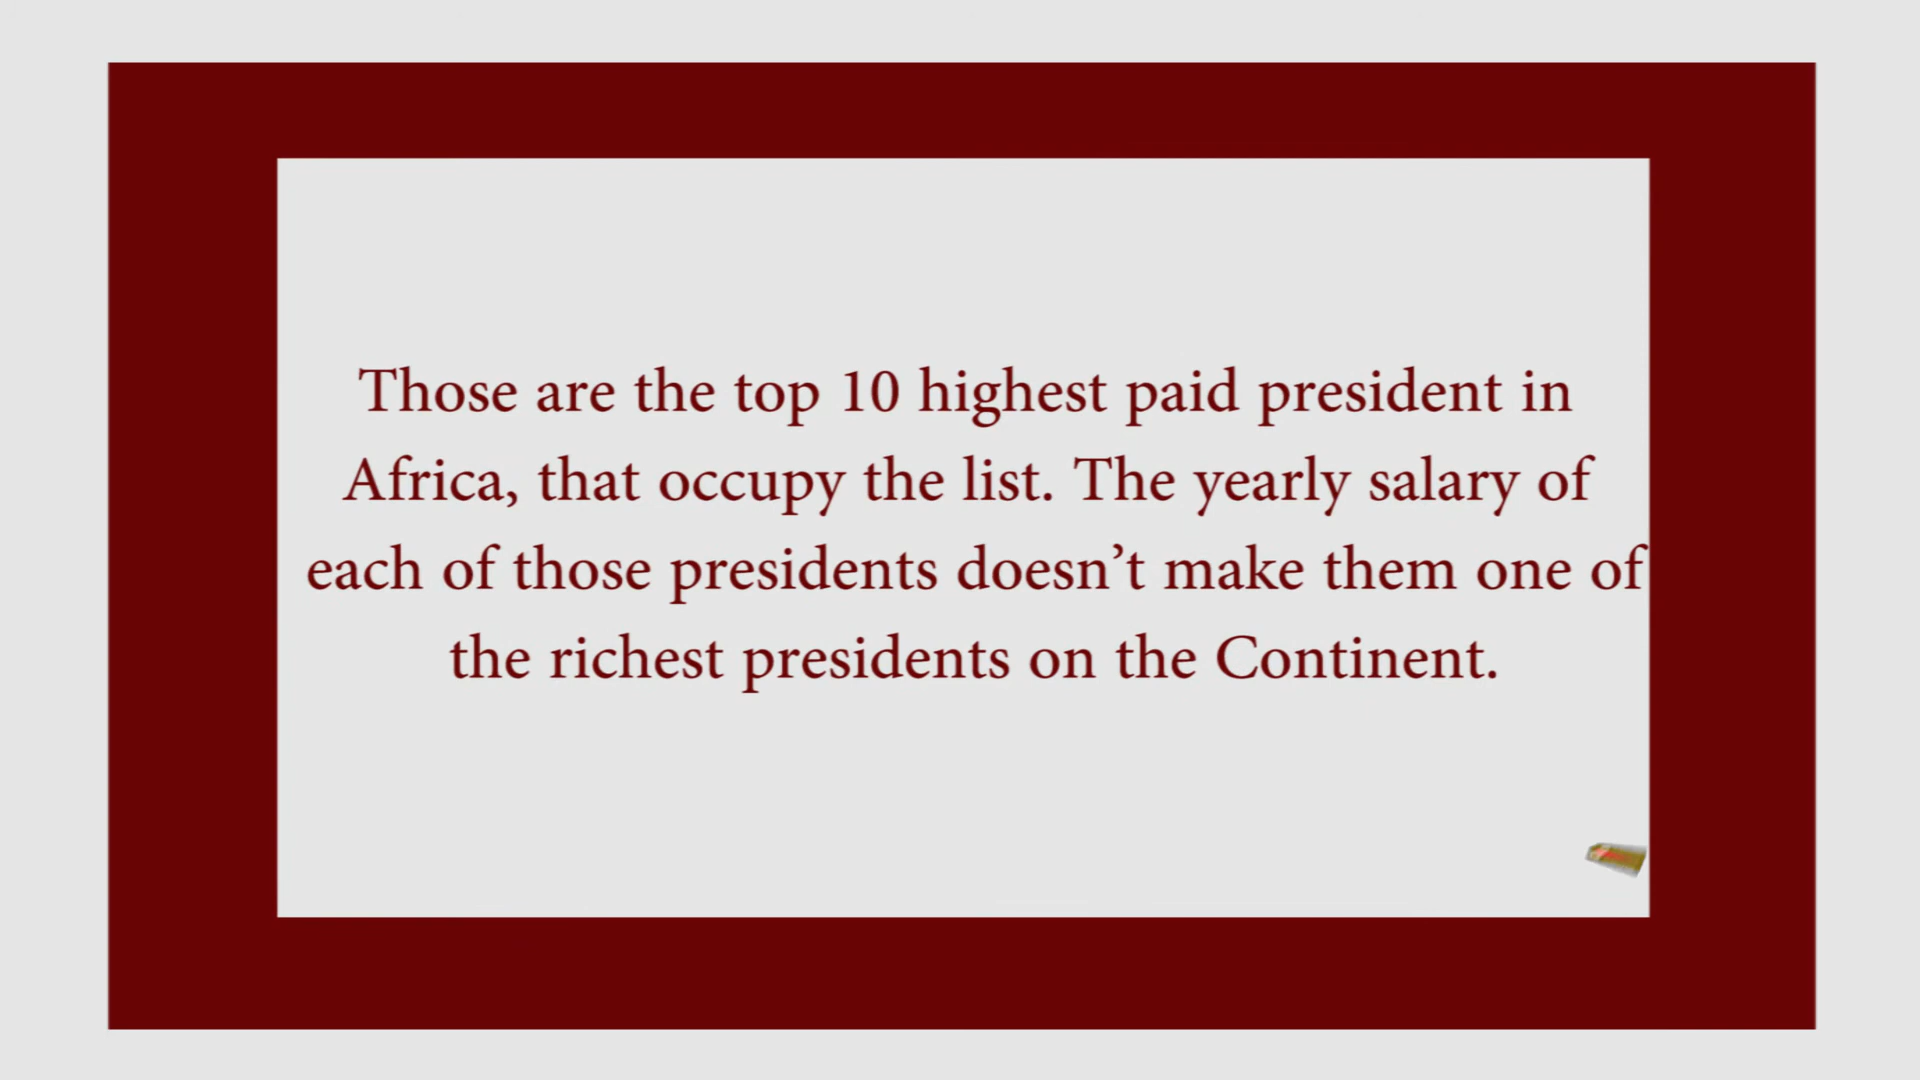 Those are the top 10 highest paid president in
Africa, that occupy the list. The yearly salary of
each of those presidents doesn’t make them one of
the richest presidents on the Continent.